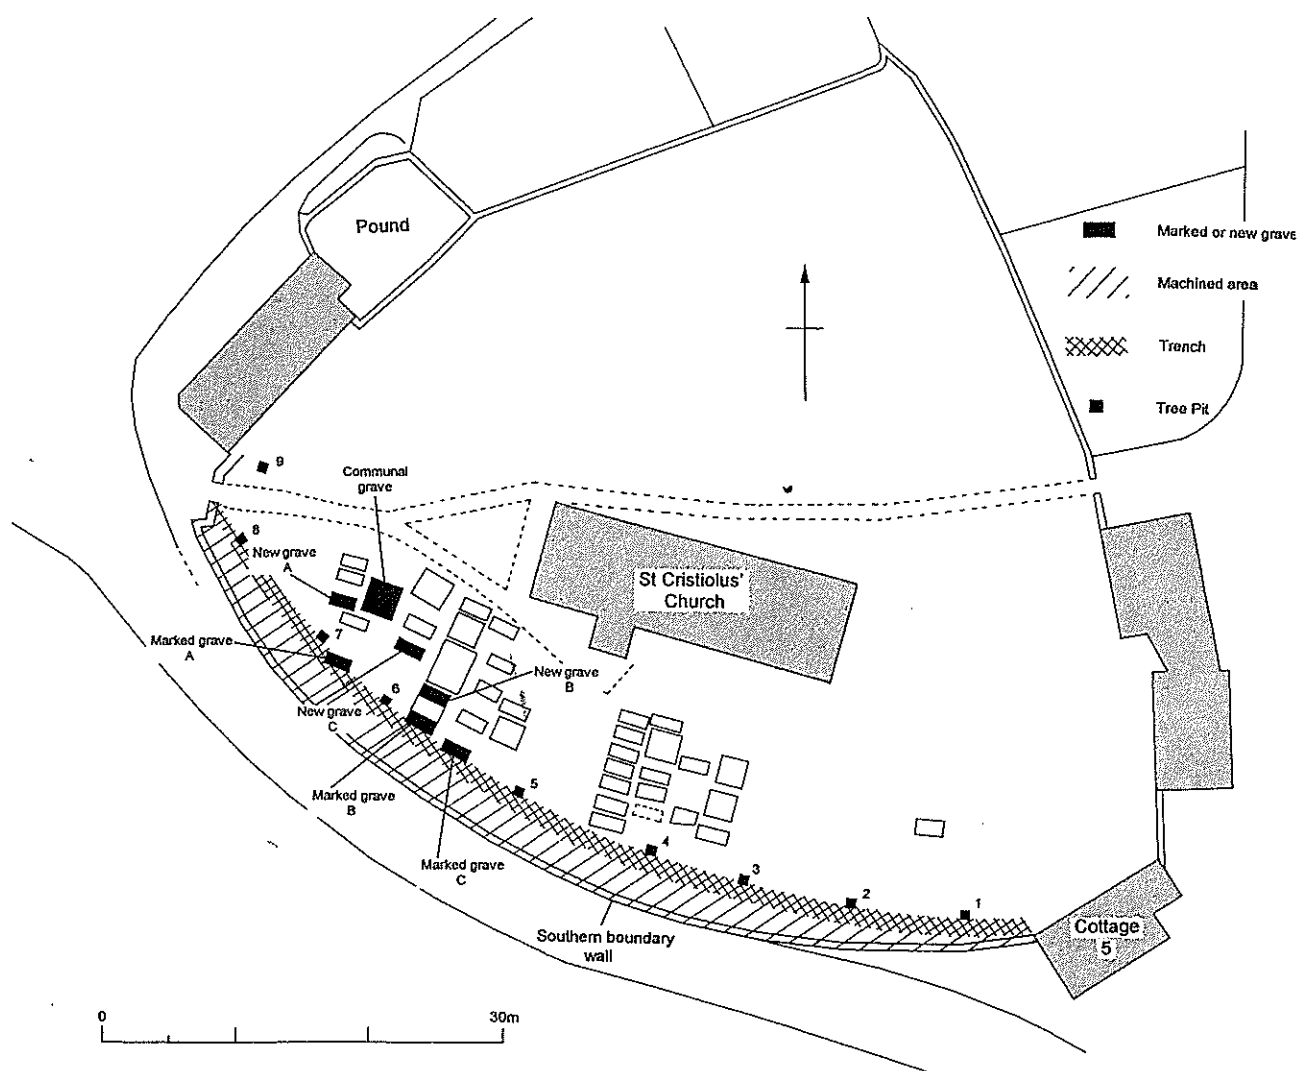 Pound
Marked or new grave
Machined area
Trench
Tree Pit
9
Communal
grave
8
New grave
A
St Cristiolus'
Church
7
Marked grave
A
6
New grave
B
New grave
C
5
Marked grave
B
4
Marked grave
C
3
2
1
Southern boundary
wall
Cottage
5
0
30m